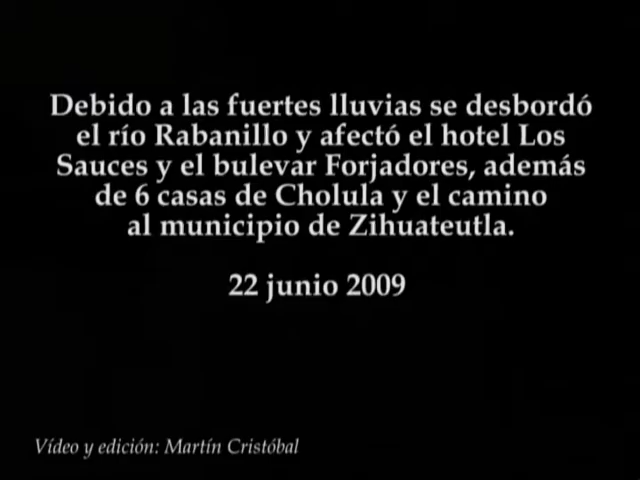 Debido a las fuertes lluvias se desbordó
el río Rabanillo y afectó el hotel Los
Sauces y el bulevar Forjadores, además
de 6 casas de Cholula y el camino
al municipio de Zihuateutla.
22 junio 2009
Vídeo y edición: Martín Cristóbal